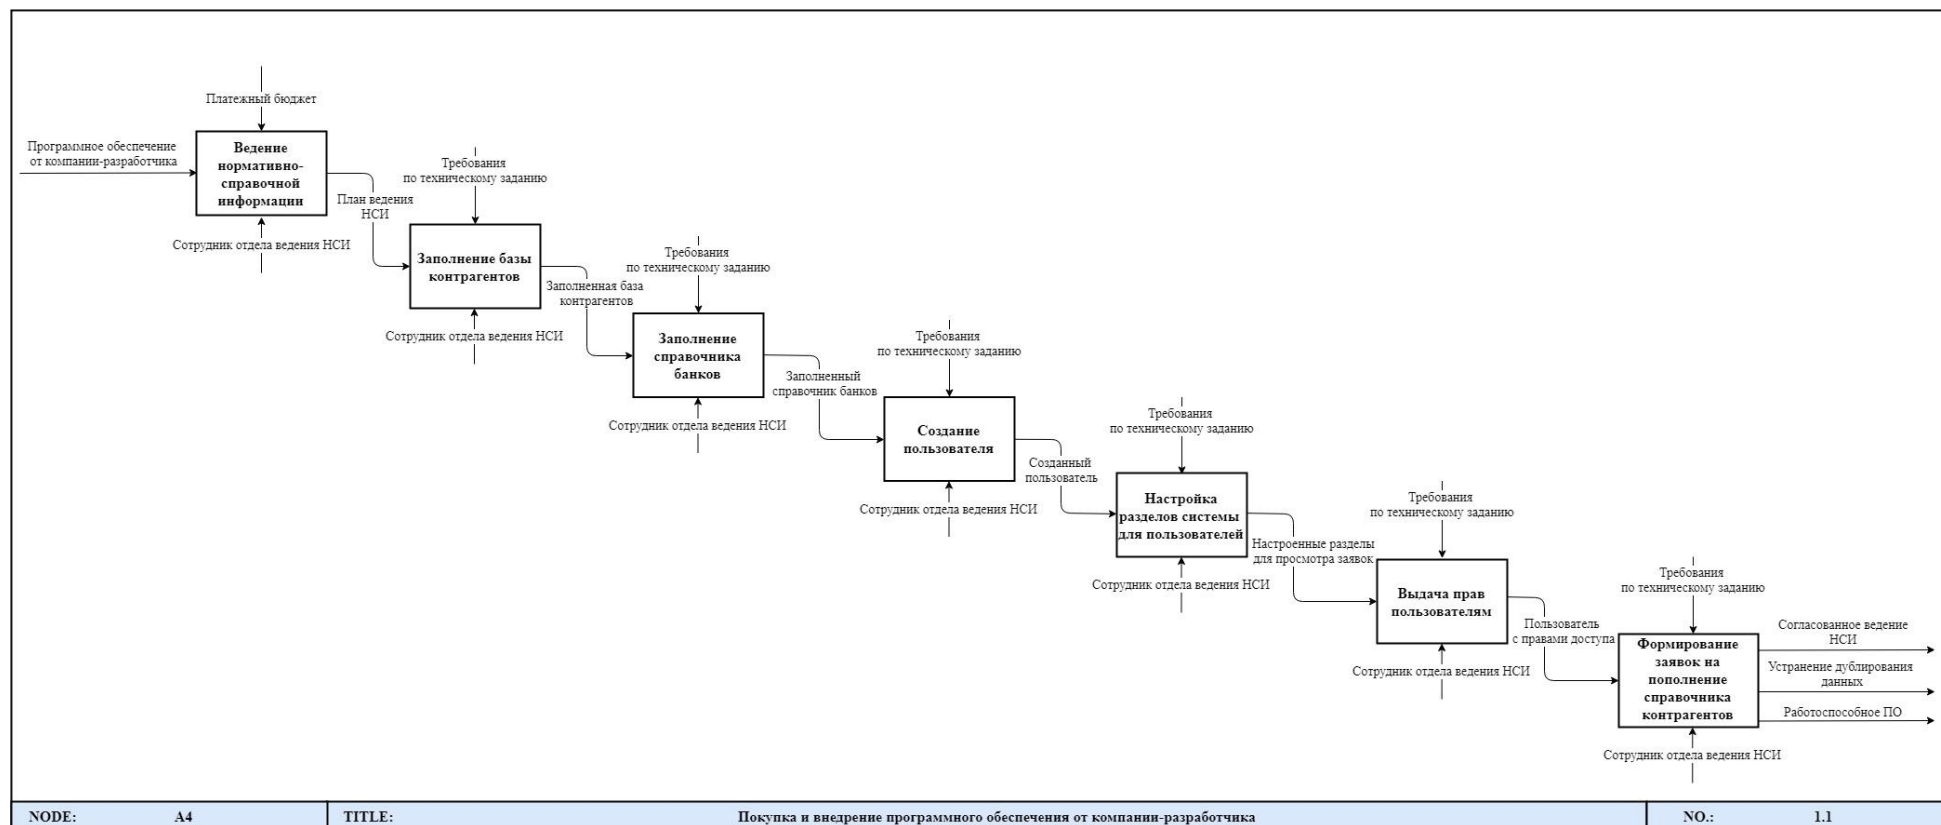 Платежный бюджет
Программное обеспечение
от компании-разработчика
Ведение
нормативно-
справочной
информации
План ведения
НСИ
Сотрудник отдела ведения НСИ
Требования
по техническому заданию
Заполнение базы
контрагентов
Заполненная база
контрагентов
Сотрудник отдела ведения НСИ
Требования
по техническому заданию
Заполнение
справочника
банков
Заполненный
справочник банков
Сотрудник отдела ведения НСИ
Требования
по техническому заданию
Создание
пользователя
Созданный
пользователь
Сотрудник отдела ведения НСИ
Требования
по техническому заданию
Настройка
разделов системы
для пользователей
Настроенные разделы
для просмотра заявок
Сотрудник отдела ведения НСИ
Требования
по техническому заданию
Выдача прав
пользователям
Пользователь
с правами доступа
Сотрудник отдела ведения НСИ
Требования
по техническому заданию
Формирование
заявок на
пополнение
справочника
контрагентов
Согласованное ведение
НСИ
Устранение дублирования
данных
Работоспособное ПО
Сотрудник отдела ведения НСИ
NODE: A4
TITLE: Покупка и внедрение программного обеспечения от компании-разработчика
NO.: 1.1